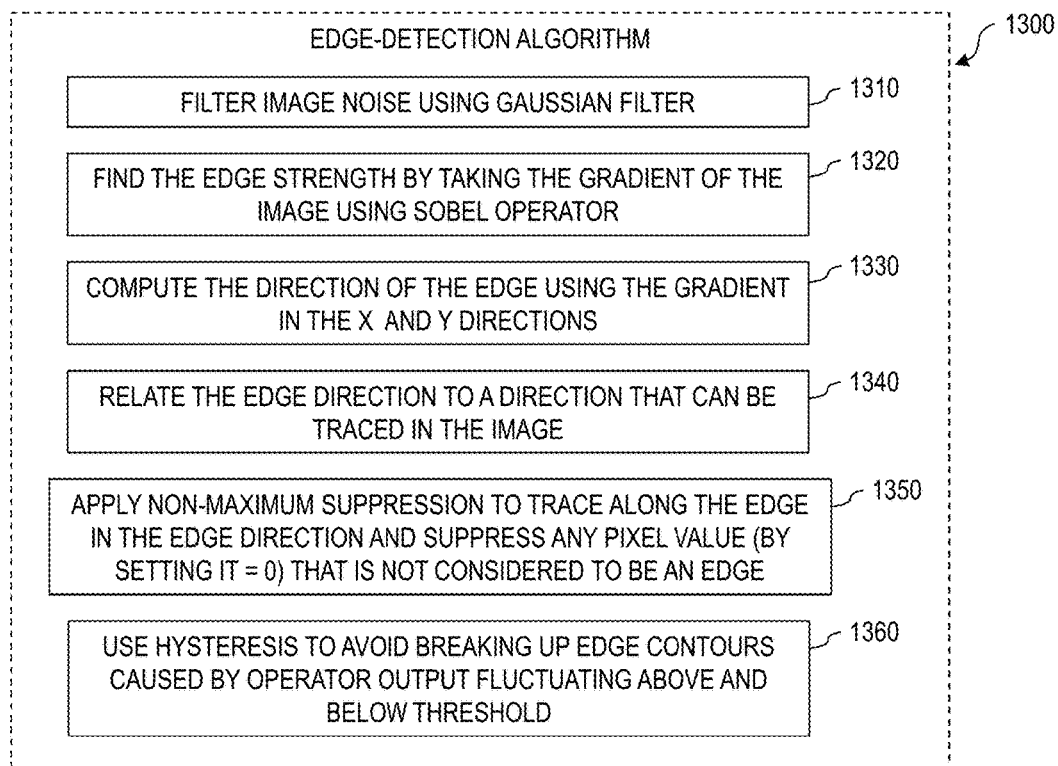 EDGE-DETECTION ALGORITHM
1300
FILTER IMAGE NOISE USING GAUSSIAN FILTER
1310
FIND THE EDGE STRENGTH BY TAKING THE GRADIENT OF THE
IMAGE USING SOBEL OPERATOR
1320
COMPUTE THE DIRECTION OF THE EDGE USING THE GRADIENT
IN THE X AND Y DIRECTIONS
1330
RELATE THE EDGE DIRECTION TO A DIRECTION THAT CAN BE
TRACED IN THE IMAGE
1340
APPLY NON-MAXIMUM SUPPRESSION TO TRACE ALONG THE EDGE
IN THE EDGE DIRECTION AND SUPPRESS ANY PIXEL VALUE (BY
SETTING IT = 0) THAT IS NOT CONSIDERED TO BE AN EDGE
1350
USE HYSTERESIS TO AVOID BREAKING UP EDGE CONTOURS
CAUSED BY OPERATOR OUTPUT FLUCTUATING ABOVE AND
BELOW THRESHOLD
1360